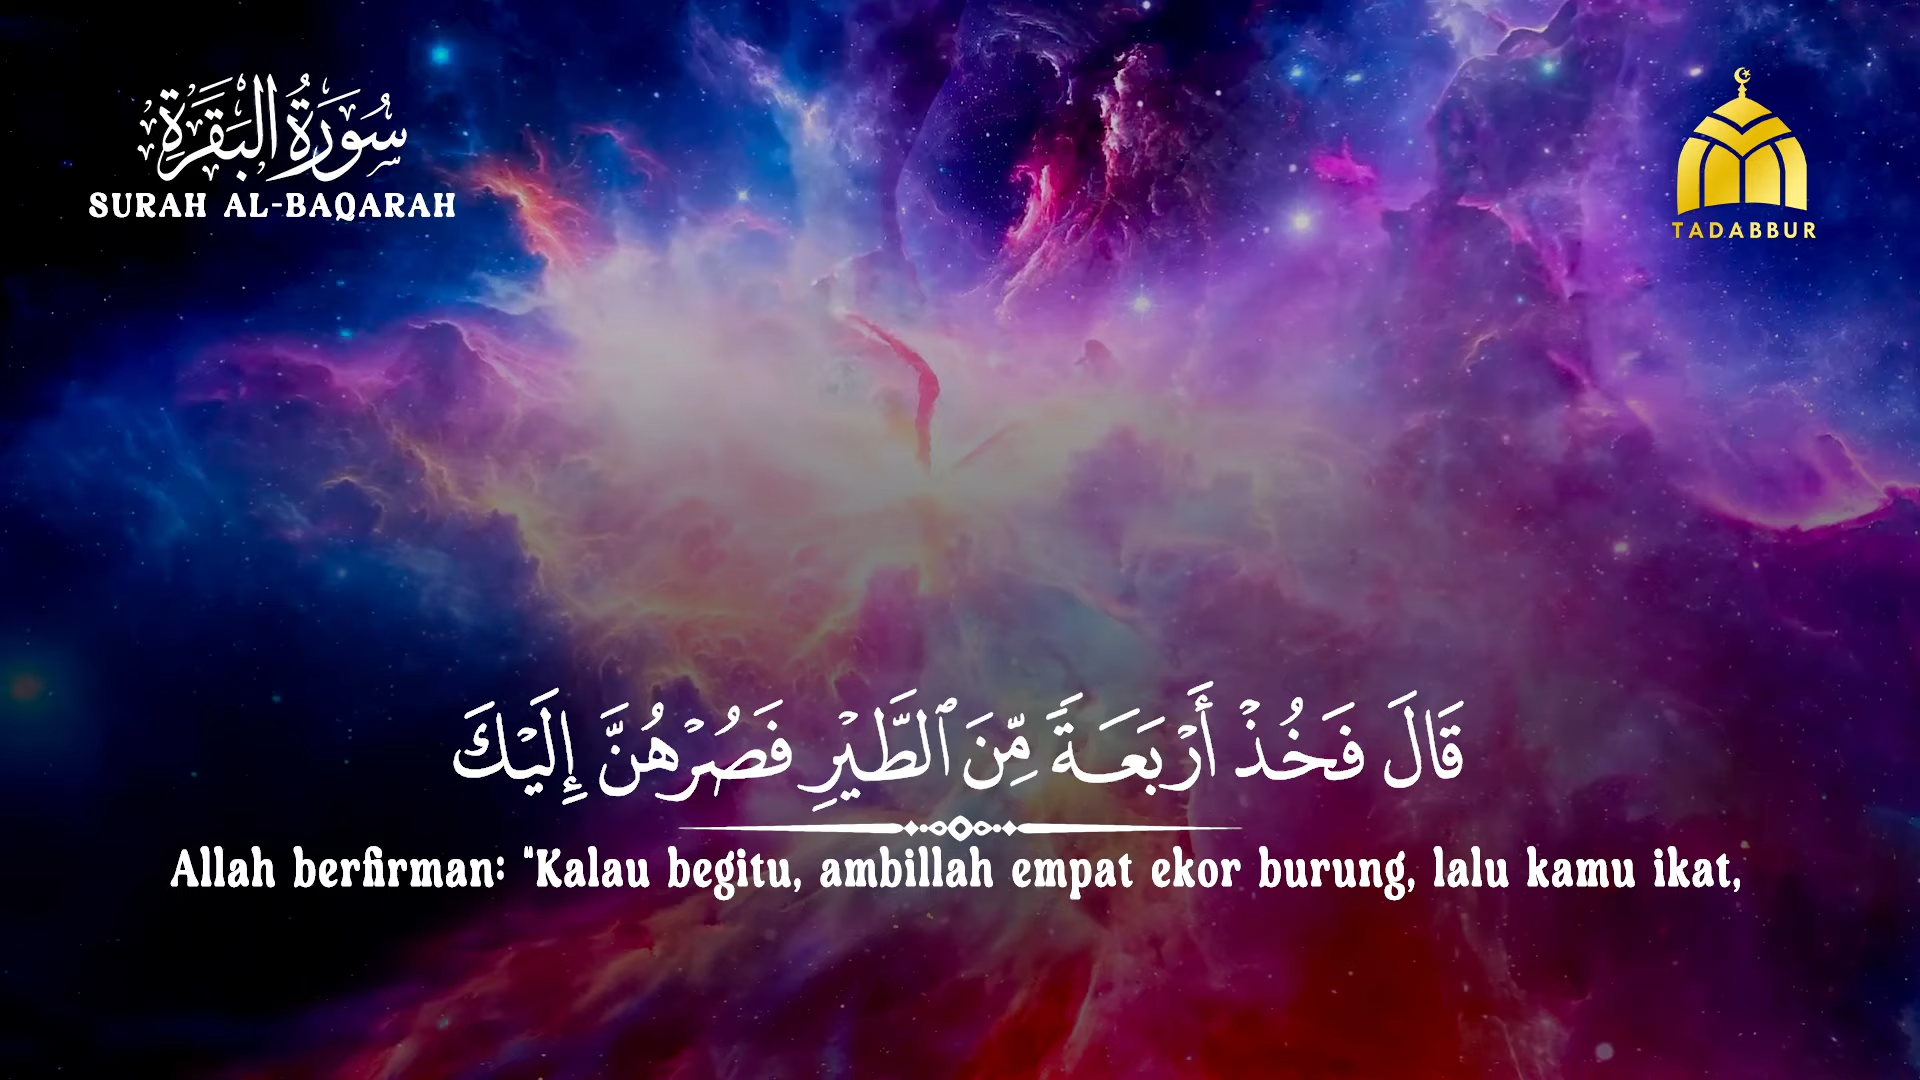 سُورَةُ البَقَرَةِ
SURAH AL-BAQARAH
TADABBUR
قَالَ فَخُذْ أَرْبَعَةً مِّنَ ٱلطَّيْرِ فَصُرْهُنَّ إِلَيْكَ
Allah berfirman: "Kalau begitu, ambillah empat ekor burung, lalu kamu ikat,